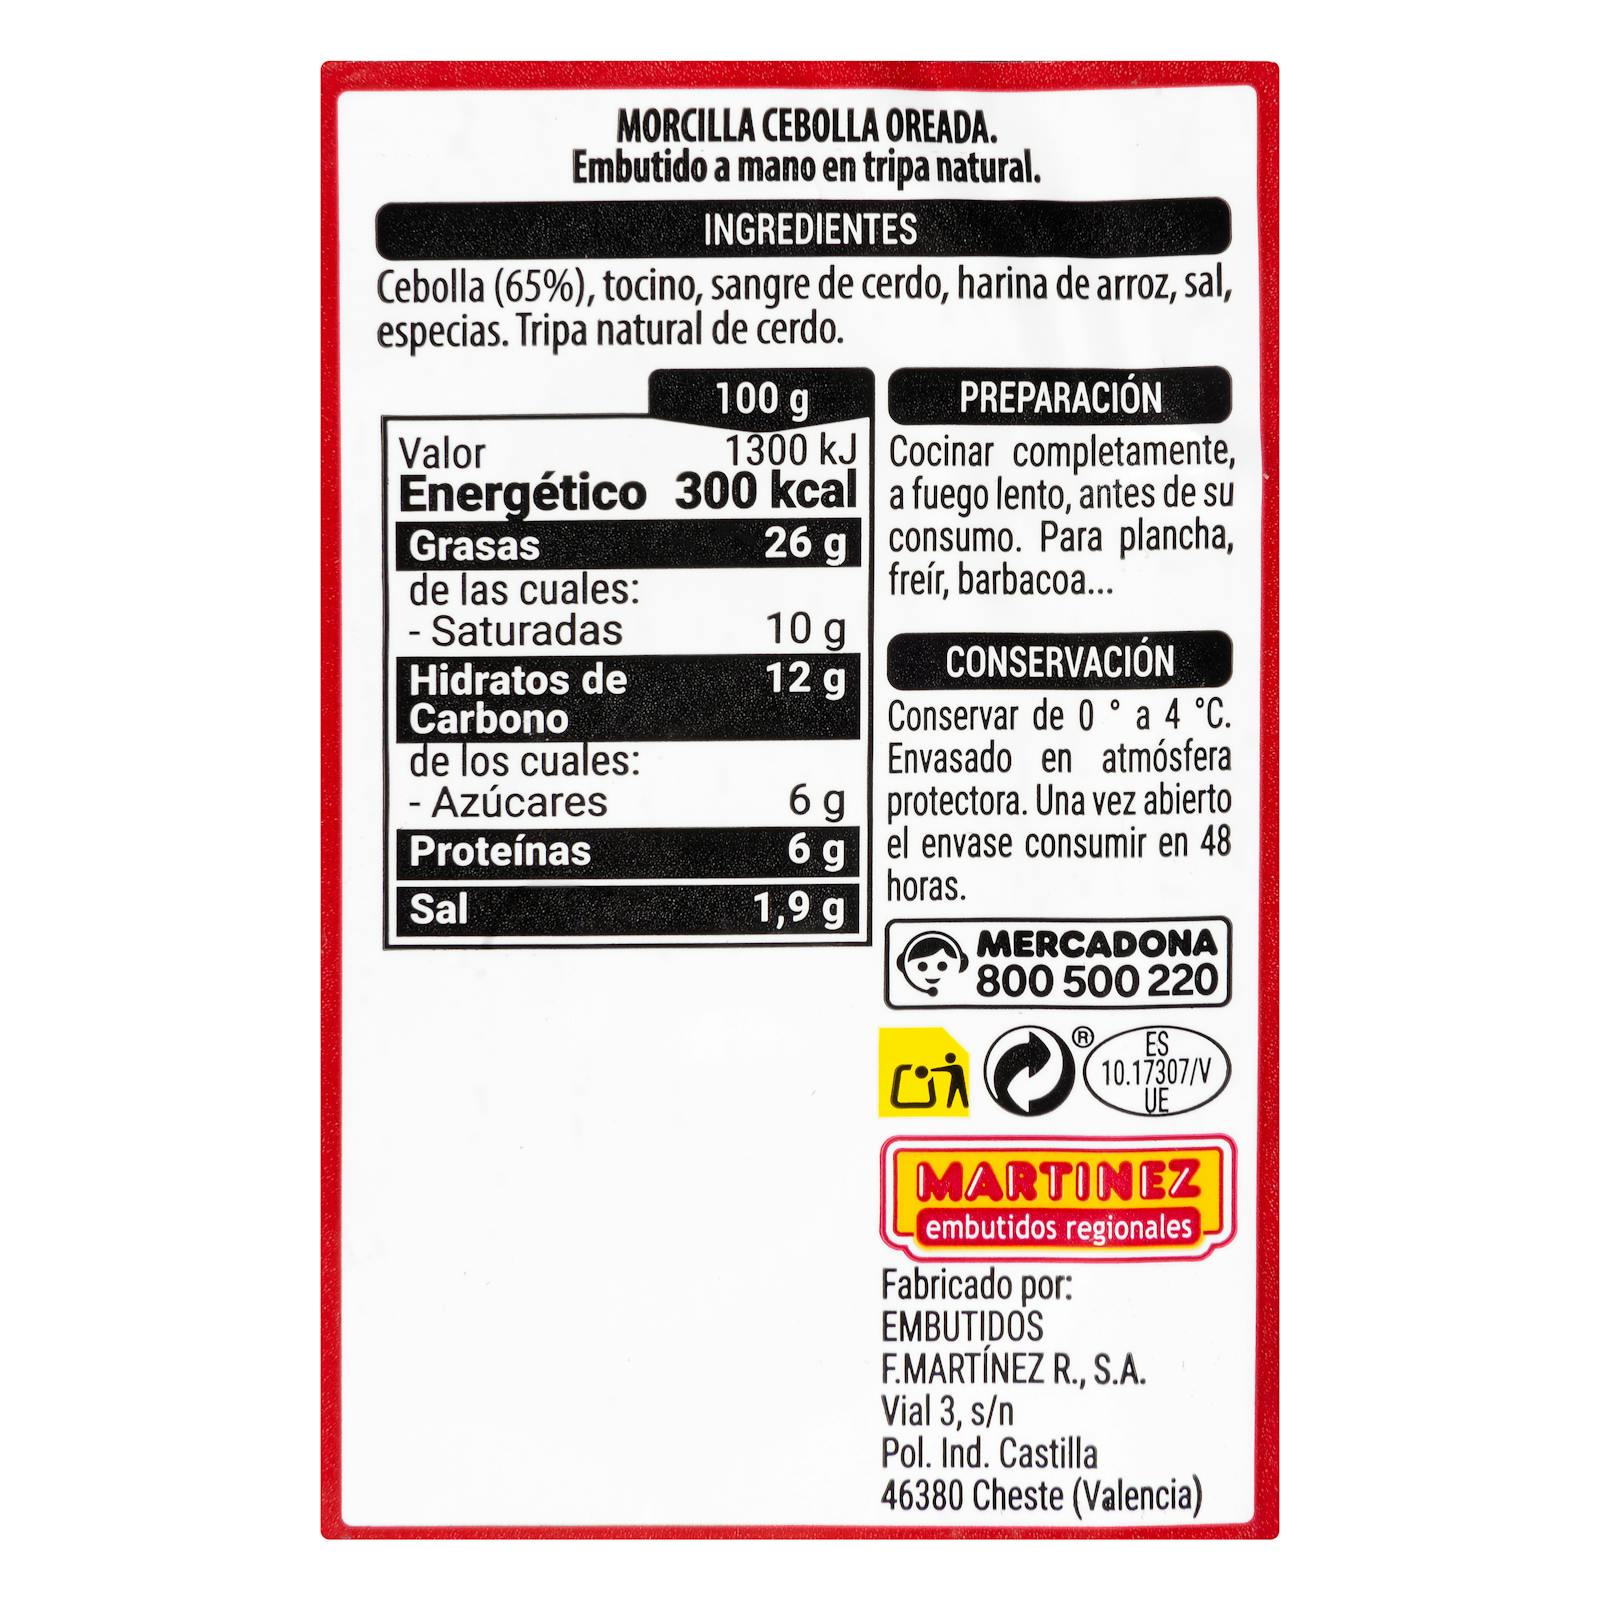 MORCILLA CEBOLLA OREADA.
Embutido a mano en tripa natural.
INGREDIENTES
Cebolla (65%), tocino, sangre de cerdo, harina de arroz, sal,
especias. Tripa natural de cerdo.
100 g
Valor 1300 kJ
Energético 300 kcal
Grasas 26 g
de las cuales:
- Saturadas 10 g
Hidratos de 12 g
Carbono
de los cuales:
- Azúcares 6 g
Proteínas 6 g
Sal 1,9 g
PREPARACIÓN
Cocinar completamente,
a fuego lento, antes de su
consumo. Para plancha,
freír, barbacoa...
CONSERVACIÓN
Conservar de 0 ° a 4 °C.
Envasado en atmósfera
protectora. Una vez abierto
el envase consumir en 48
horas.
MERCADONA
800 500 220
®
ES
10.17307/V
UE
MARTINEZ
embutidos regionales
Fabricado por:
EMBUTIDOS
F.MARTÍNEZ R., S.A.
Vial 3, s/n
Pol. Ind. Castilla
46380 Cheste (Valencia)